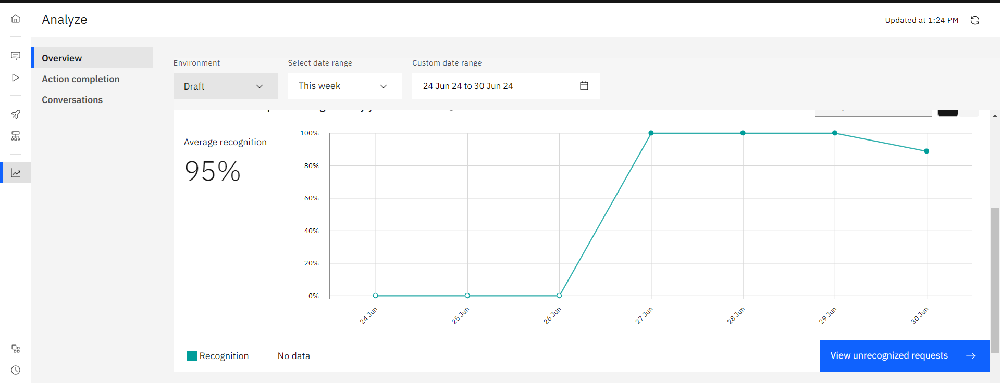 Analyze
Updated at 1:24 PM
Overview
Action completion
Conversations
Environment
Select date range
Custom date range
Draft
This week
24 Jun 24 to 30 Jun 24
Average recognition
95%
100%
80%
60%
40%
20%
0%
24 Jun
25 Jun
26 Jun
27 Jun
28 Jun
29 Jun
30 Jun
Recognition
No data
View unrecognized requests